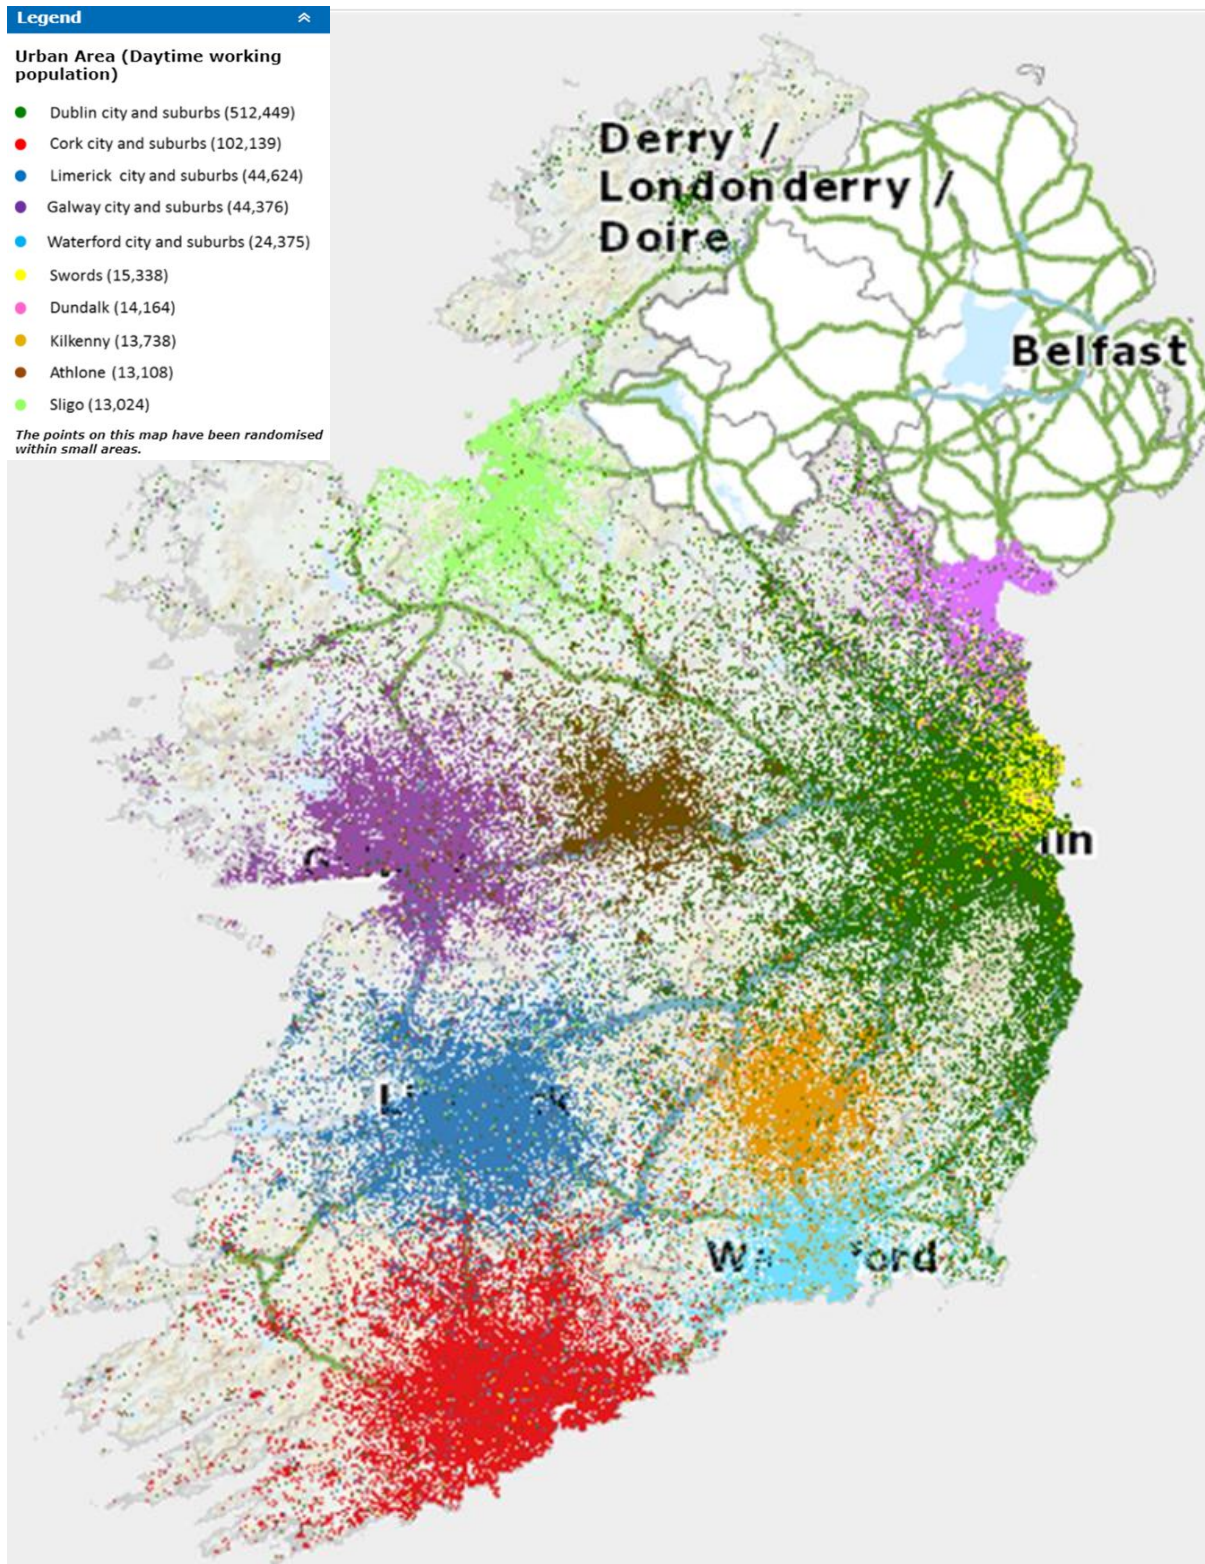 Legend
Urban Area (Daytime working
population)
Dublin city and suburbs (512,449)
Cork city and suburbs (102,139)
Limerick city and suburbs (44,624)
Galway city and suburbs (44,376)
Waterford city and suburbs (24,375)
Swords (15,338)
Dundalk (14,164)
Kilkenny (13,738)
Athlone (13,108)
Sligo (13,024)
The points on this map have been randomised
within small areas.
Derry /
Londonderry /
Doire
Belfast